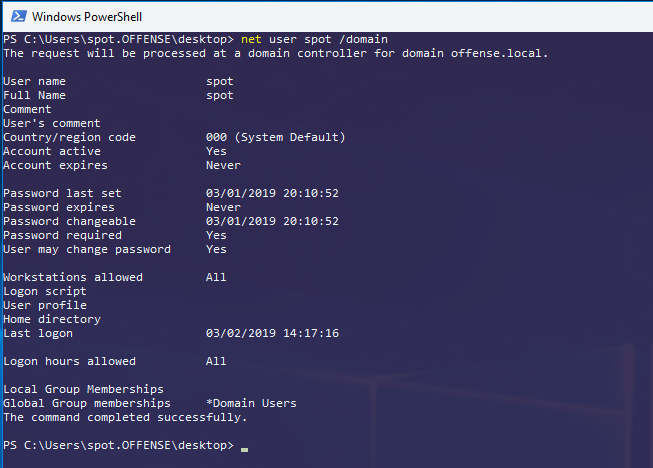 Windows PowerShell
PS C:\Users\spot.OFFENSE\desktop> net user spot /domain
The request will be processed at a domain controller for domain offense.local.
User name spot
Full Name spot
Comment
User's comment
Country/region code 000 (System Default)
Account active Yes
Account expires Never
Password last set 03/01/2019 20:10:52
Password expires Never
Password changeable 03/01/2019 20:10:52
Password required Yes
User may change password Yes
Workstations allowed All
Logon script
User profile
Home directory
Last logon 03/02/2019 14:17:16
Logon hours allowed All
Local Group Memberships
Global Group memberships *Domain Users
The command completed successfully.
PS C:\Users\spot.OFFENSE\desktop>